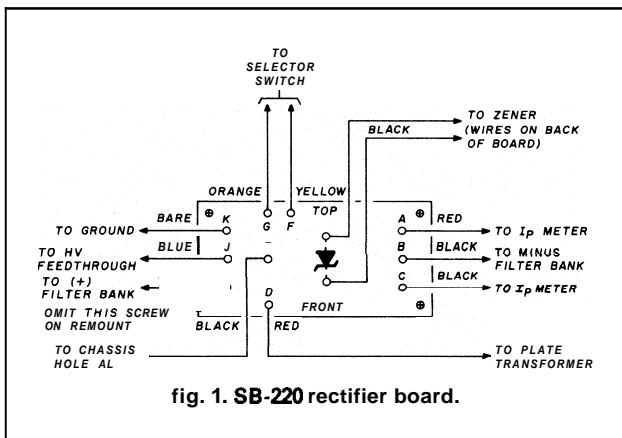 TO
SELECTOR
SWITCH
TO ZENER
(WIRES ON BACK
OF BOARD)
BLACK
ORANGE
YELLOW
TOP
TO GROUND
BARE
K
G
F
A
RED
TO Ip METER
TO HV
FEEDTHROUGH
BLUE
J
B
BLACK
TO MINUS
FILTER BANK
TO (+)
FILTER BANK
C
BLACK
TO Ip METER
D
OMIT THIS SCREW
ON REMOUNT
FRONT
BLACK
RED
TO CHASSIS
HOLE AL
TO PLATE
TRANSFORMER
fig. 1. SB-220 rectifier board.